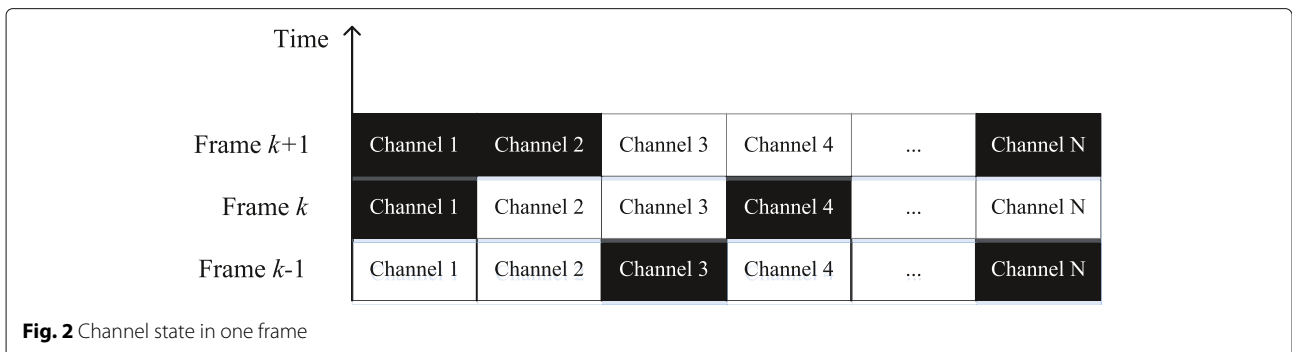 Time
Frame k+1 Channel 1 Channel 2 Channel 3 Channel 4 ... Channel N
Frame k Channel 1 Channel 2 Channel 3 Channel 4 ... Channel N
Frame k-1 Channel 1 Channel 2 Channel 3 Channel 4 ... Channel N
Fig. 2 Channel state in one frame